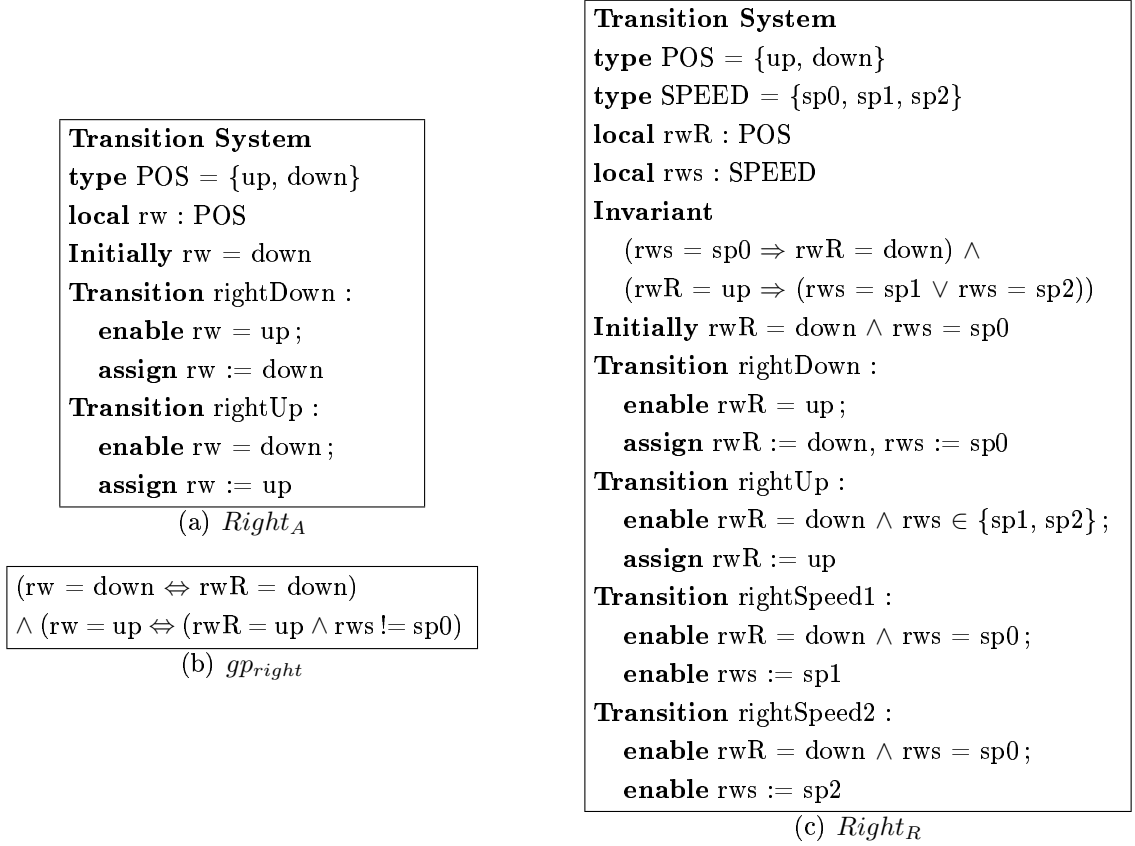 Transition System
type POS = {up, down}
local rw : POS
Initially rw = down
Transition rightDown :
enable rw = up ;
assign rw := down
Transition rightUp :
enable rw = down ;
assign rw := up
(a) Right_A
(rw = down ⇔ rwR = down)
∧ (rw = up ⇔ (rwR = up ∧ rws != sp0)
(b) gp_right
Transition System
type POS = {up, down}
type SPEED = {sp0, sp1, sp2}
local rwR : POS
local rws : SPEED
Invariant
(rws = sp0 ⇒ rwR = down) ∧
(rwR = up ⇒ (rws = sp1 ∨ rws = sp2))
Initially rwR = down ∧ rws = sp0
Transition rightDown :
enable rwR = up ;
assign rwR := down, rws := sp0
Transition rightUp :
enable rwR = down ∧ rws ∈ {sp1, sp2} ;
assign rwR := up
Transition rightSpeed1 :
enable rwR = down ∧ rws = sp0 ;
enable rws := sp1
Transition rightSpeed2 :
enable rwR = down ∧ rws = sp0 ;
enable rws := sp2
(c) Right_R